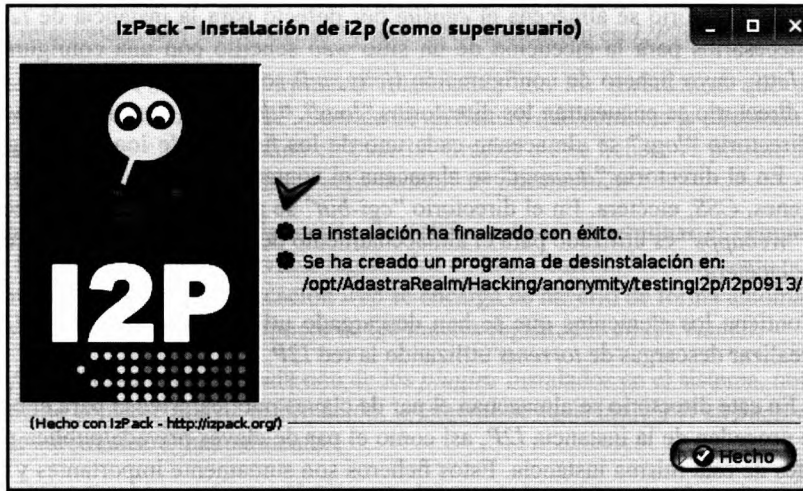 IzPack – Instalación de i2p (como superusuario)
I2P
La instalación ha finalizado con éxito.
Se ha creado un programa de desinstalación en:
/opt/AdastraRealm/Hacking/anonymity/testingI2p/i2p0913/
(Hecho con IzPack - http://izpack.org/)
Hecho